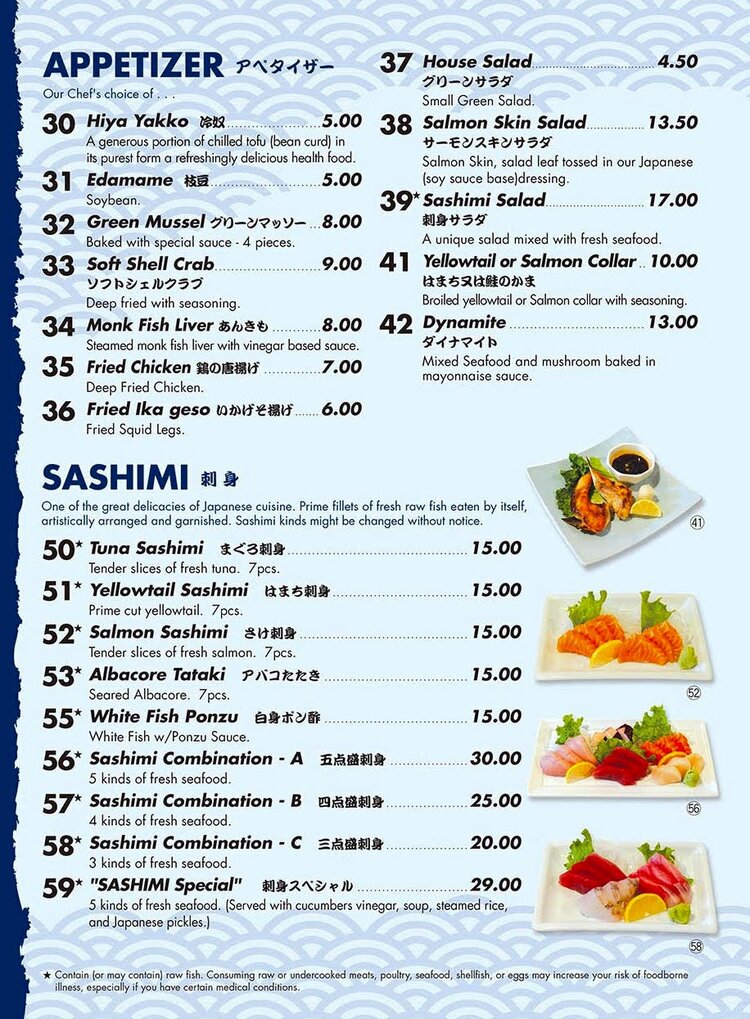 APPETIZER アペタイザー
Our Chef's choice of . . .
30 Hiya Yakko 冷奴 5.00
A generous portion of chilled tofu (bean curd) in
its purest form a refreshingly delicious health food.
31 Edamame 枝豆 5.00
Soybean.
32 Green Mussel グリーンマッソー 8.00
Baked with special sauce - 4 pieces.
33 Soft Shell Crab 9.00
ソフトシェルクラブ
Deep fried with seasoning.
34 Monk Fish Liver あんきも 8.00
Steamed monk fish liver with vinegar based sauce.
35 Fried Chicken 鶏の唐揚げ 7.00
Deep Fried Chicken.
36 Fried Ika geso いかげそ揚げ 6.00
Fried Squid Legs.
37 House Salad 4.50
グリーンサラダ
Small Green Salad.
38 Salmon Skin Salad 13.50
サーモンスキンサラダ
Salmon Skin, salad leaf tossed in our Japanese
(soy sauce base)dressing.
39* Sashimi Salad 17.00
刺身サラダ
A unique salad mixed with fresh seafood.
41 Yellowtail or Salmon Collar 10.00
はまち又は鮭のかま
Broiled yellowtail or Salmon collar with seasoning.
42 Dynamite 13.00
ダイナマイト
Mixed Seafood and mushroom baked in
mayonnaise sauce.
SASHIMI 刺身
One of the great delicacies of Japanese cuisine. Prime fillets of fresh raw fish eaten by itself,
artistically arranged and garnished. Sashimi kinds might be changed without notice.
50* Tuna Sashimi まぐろ刺身 15.00
Tender slices of fresh tuna. 7pcs.
51* Yellowtail Sashimi はまち刺身 15.00
Prime cut yellowtail. 7pcs.
52* Salmon Sashimi さけ刺身 15.00
Tender slices of fresh salmon. 7pcs.
53* Albacore Tataki アバコたたき 15.00
Seared Albacore. 7pcs.
55* White Fish Ponzu 白身ポン酢 15.00
White Fish w/Ponzu Sauce.
56* Sashimi Combination - A 五点盛刺身 30.00
5 kinds of fresh seafood.
57* Sashimi Combination - B 四点盛刺身 25.00
4 kinds of fresh seafood.
58* Sashimi Combination - C 三点盛刺身 20.00
3 kinds of fresh seafood.
59* "SASHIMI Special" 刺身スペシャル 29.00
5 kinds of fresh seafood. (Served with cucumbers vinegar, soup, steamed rice,
and Japanese pickles.)
41
52
56
58
★ Contain (or may contain) raw fish. Consuming raw or undercooked meats, poultry, seafood, shellfish, or eggs may increase your risk of foodborne
illness, especially if you have certain medical conditions.